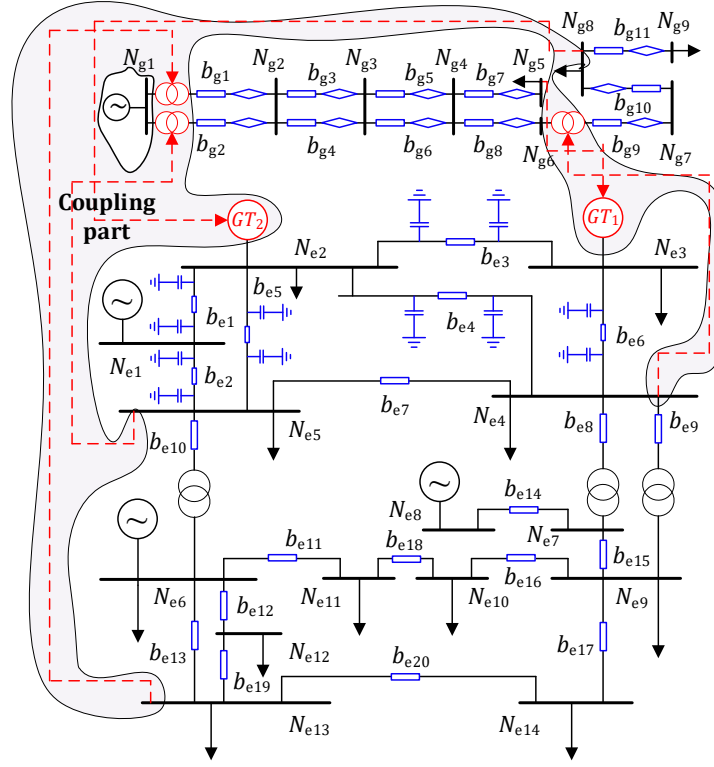 N_g8 b_g11 N_g9
N_g1 b_g1 N_g2 b_g3 N_g3 b_g5 N_g4 b_g7 N_g5
b_g10
b_g2 b_g4 b_g6 b_g8 N_g6 b_g9 N_g7
Coupling
part
GT_2 GT_1
N_e2 b_e3 N_e3
b_e5
b_e1 b_e4 b_e6
N_e1
b_e2
b_e7
b_e10 N_e5 N_e4 b_e8 b_e9
b_e14
N_e8 N_e7
b_e11 b_e18 b_e15
b_e16
N_e6 b_e12 N_e11 N_e10 N_e9
b_e13 N_e12 b_e17
b_e19 b_e20
N_e13 N_e14